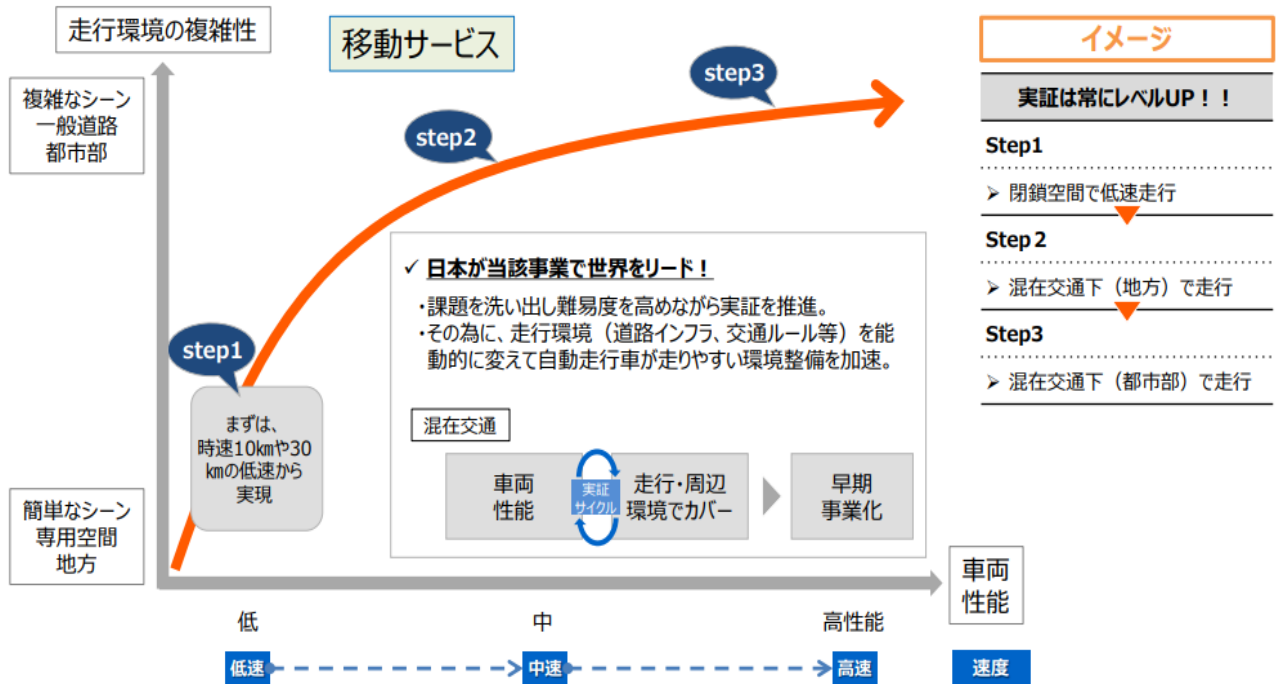 走行環境の複雑性
移動サービス
複雑なシーン
一般道路
都市部
step1
step2
step3
まずは、
時速10㎞や30
㎞の低速から
実現
✓ 日本が当該事業で世界をリード！
・課題を洗い出し難易度を高めながら実証を推進。
・その為に、走行環境（道路インフラ、交通ルール等）を能
動的に変えて自動走行車が走りやすい環境整備を加速。
混在交通
車両
性能
実証
サイクル
走行・周辺
環境でカバー
早期
事業化
簡単なシーン
専用空間
地方
車両
性能
低
中
高性能
低速
中速
高速
速度
イメージ
実証は常にレベルUP！！
Step1
➢ 閉鎖空間で低速走行
Step２
➢ 混在交通下（地方）で走行
Step3
➢ 混在交通下（都市部）で走行